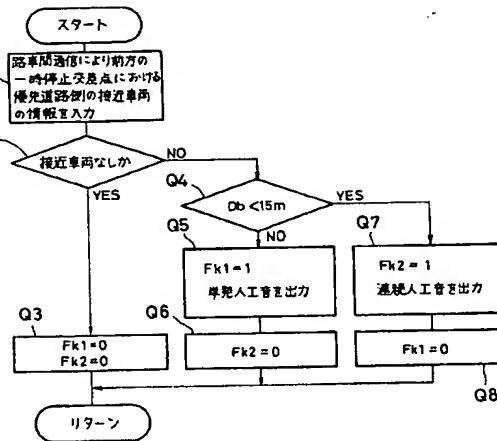 スタート
路車間通信により前方の
一時停止交差点における
優先道路側の接近車両
の情報を入力
接近車両なしか
NO
YES
Q4
Db<15m
YES
NO
Q5
Fk1=1
単発人工音を出力
Q7
Fk2=1
連続人工音を出力
Q3
Fk1=0
Fk2=0
Q6
Fk2=0
Fk1=0
Q8
リターン